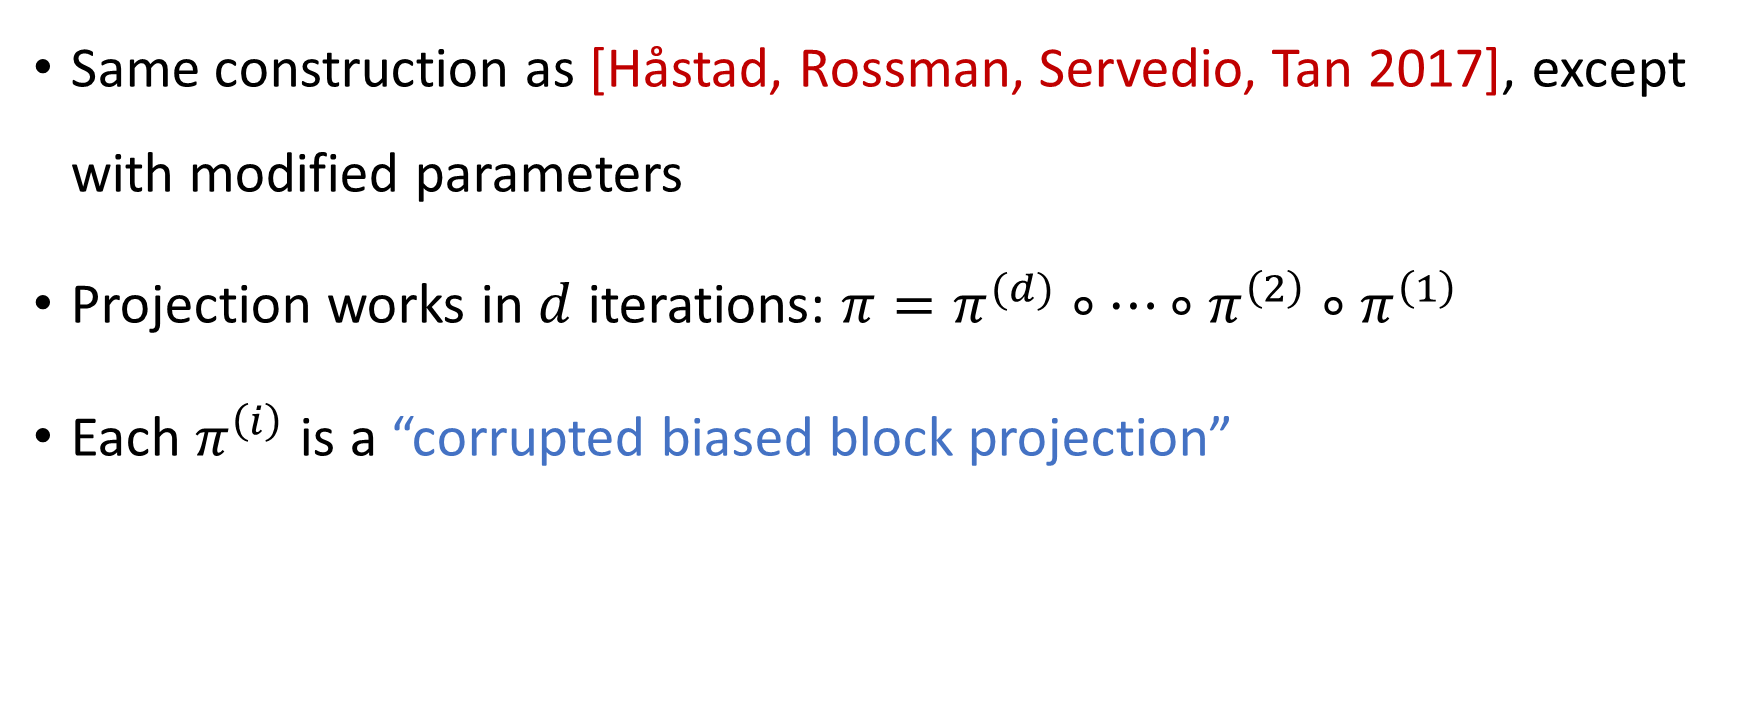 • Same construction as [Håstad, Rossman, Servedio, Tan 2017], except
with modified parameters
• Projection works in 𝑑 iterations: 𝜋 = 𝜋⁽ᵈ⁾ ∘ ⋯ ∘ 𝜋⁽²⁾ ∘ 𝜋⁽¹⁾
• Each 𝜋⁽ⁱ⁾ is a “corrupted biased block projection”